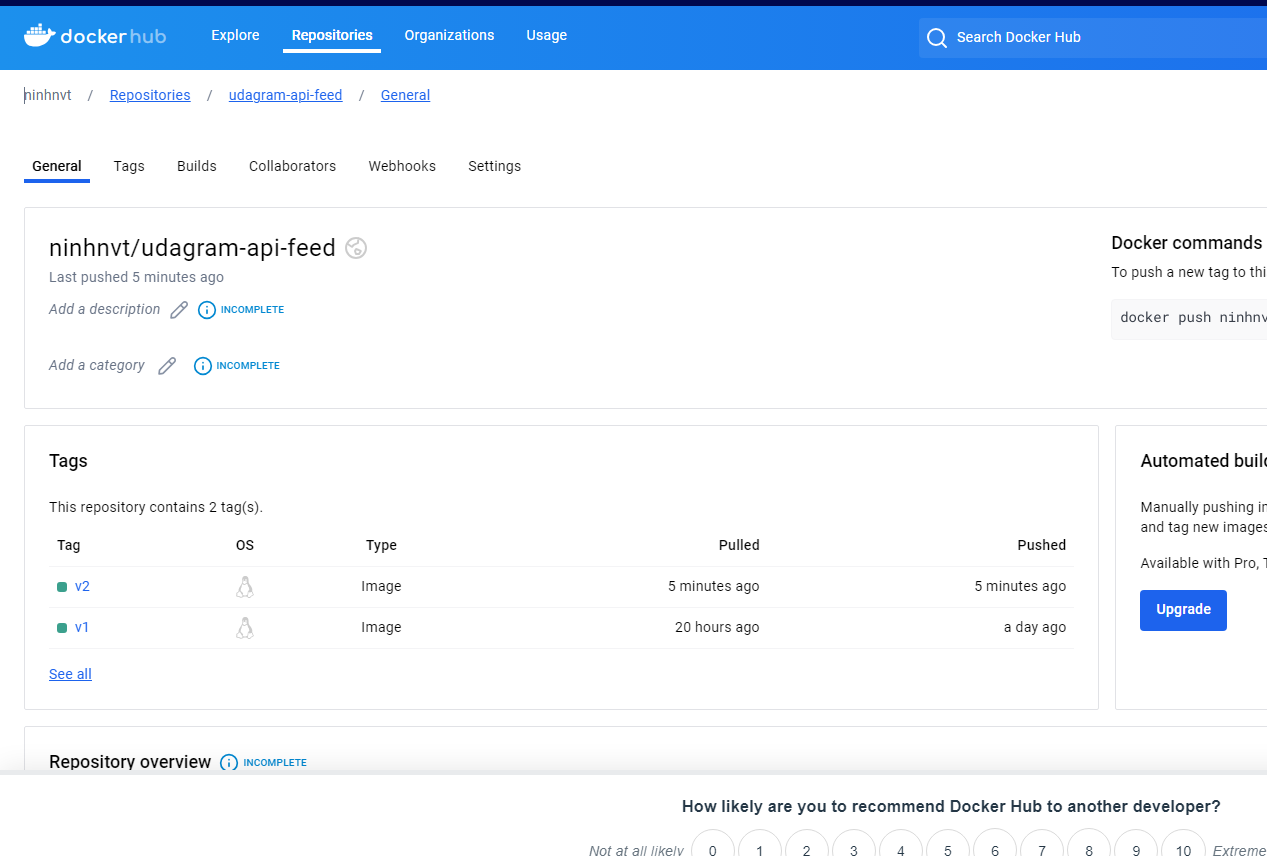 dockerhub Explore Repositories Organizations Usage Search Docker Hub
ninhnvt / Repositories / udagram-api-feed / General
General Tags Builds Collaborators Webhooks Settings
ninhnvt/udagram-api-feed
Last pushed 5 minutes ago
Add a description INCOMPLETE
Add a category INCOMPLETE
Docker commands
To push a new tag to thi
docker push ninhnv
Tags
This repository contains 2 tag(s).
Tag OS Type Pulled Pushed
v2 Image 5 minutes ago 5 minutes ago
v1 Image 20 hours ago a day ago
See all
Automated buil
Manually pushing in
and tag new images
Available with Pro, T
Upgrade
Repository overview INCOMPLETE
How likely are you to recommend Docker Hub to another developer?
Not at all likely 0 1 2 3 4 5 6 7 8 9 10 Extreme